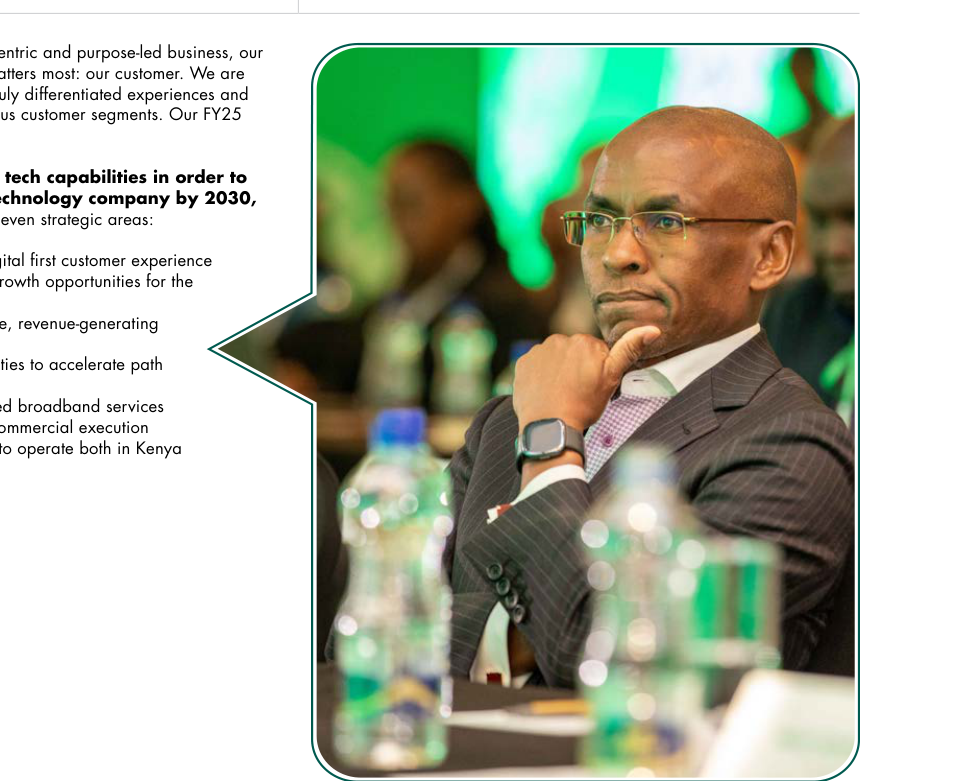 entric and purpose-led business, our
atters most: our customer. We are
uly differentiated experiences and
us customer segments. Our FY25
tech capabilities in order to
echnology company by 2030,
even strategic areas:
gital first customer experience
rowth opportunities for the
e, revenue-generating
ties to accelerate path
ed broadband services
ommercial execution
to operate both in Kenya